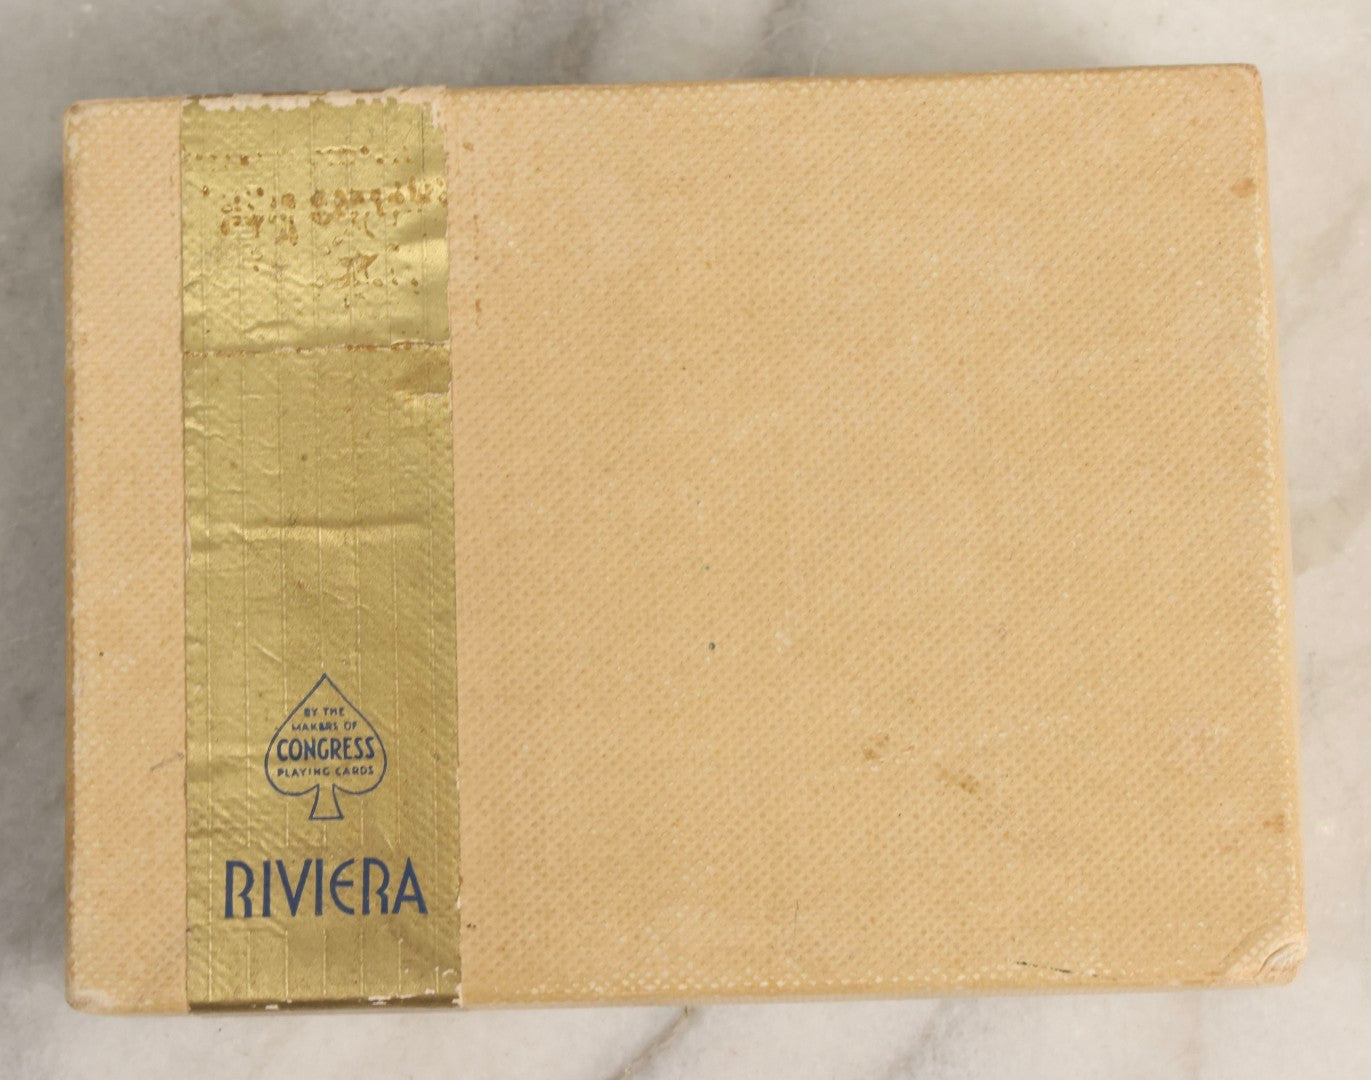 BY THE
MAKERS OF
CONGRESS
PLAYING CARDS
RIVIERA